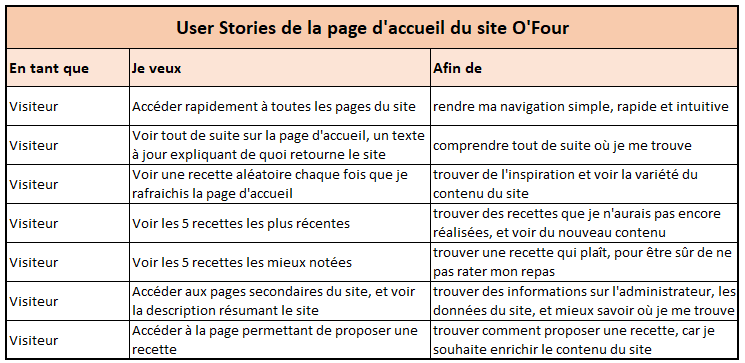 User Stories de la page d'accueil du site O'Four
En tant que Je veux Afin de
Visiteur Accéder rapidement à toutes les pages du site rendre ma navigation simple, rapide et intuitive
Visiteur Voir tout de suite sur la page d'accueil, un texte
à jour expliquant de quoi retourne le site comprendre tout de suite où je me trouve
Visiteur Voir une recette aléatoire chaque fois que je
rafraichis la page d'accueil trouver de l'inspiration et voir la variété du
contenu du site
Visiteur Voir les 5 recettes les plus récentes trouver des recettes que je n'aurais pas encore
réalisées, et voir du nouveau contenu
Visiteur Voir les 5 recettes les mieux notées trouver une recette qui plaît, pour être sûr de ne
pas rater mon repas
Visiteur Accéder aux pages secondaires du site, et voir
la description résumant le site trouver des informations sur l'administrateur, les
données du site, et mieux savoir où je me trouve
Visiteur Accéder à la page permettant de proposer une
recette trouver comment proposer une recette, car je
souhaite enrichir le contenu du site